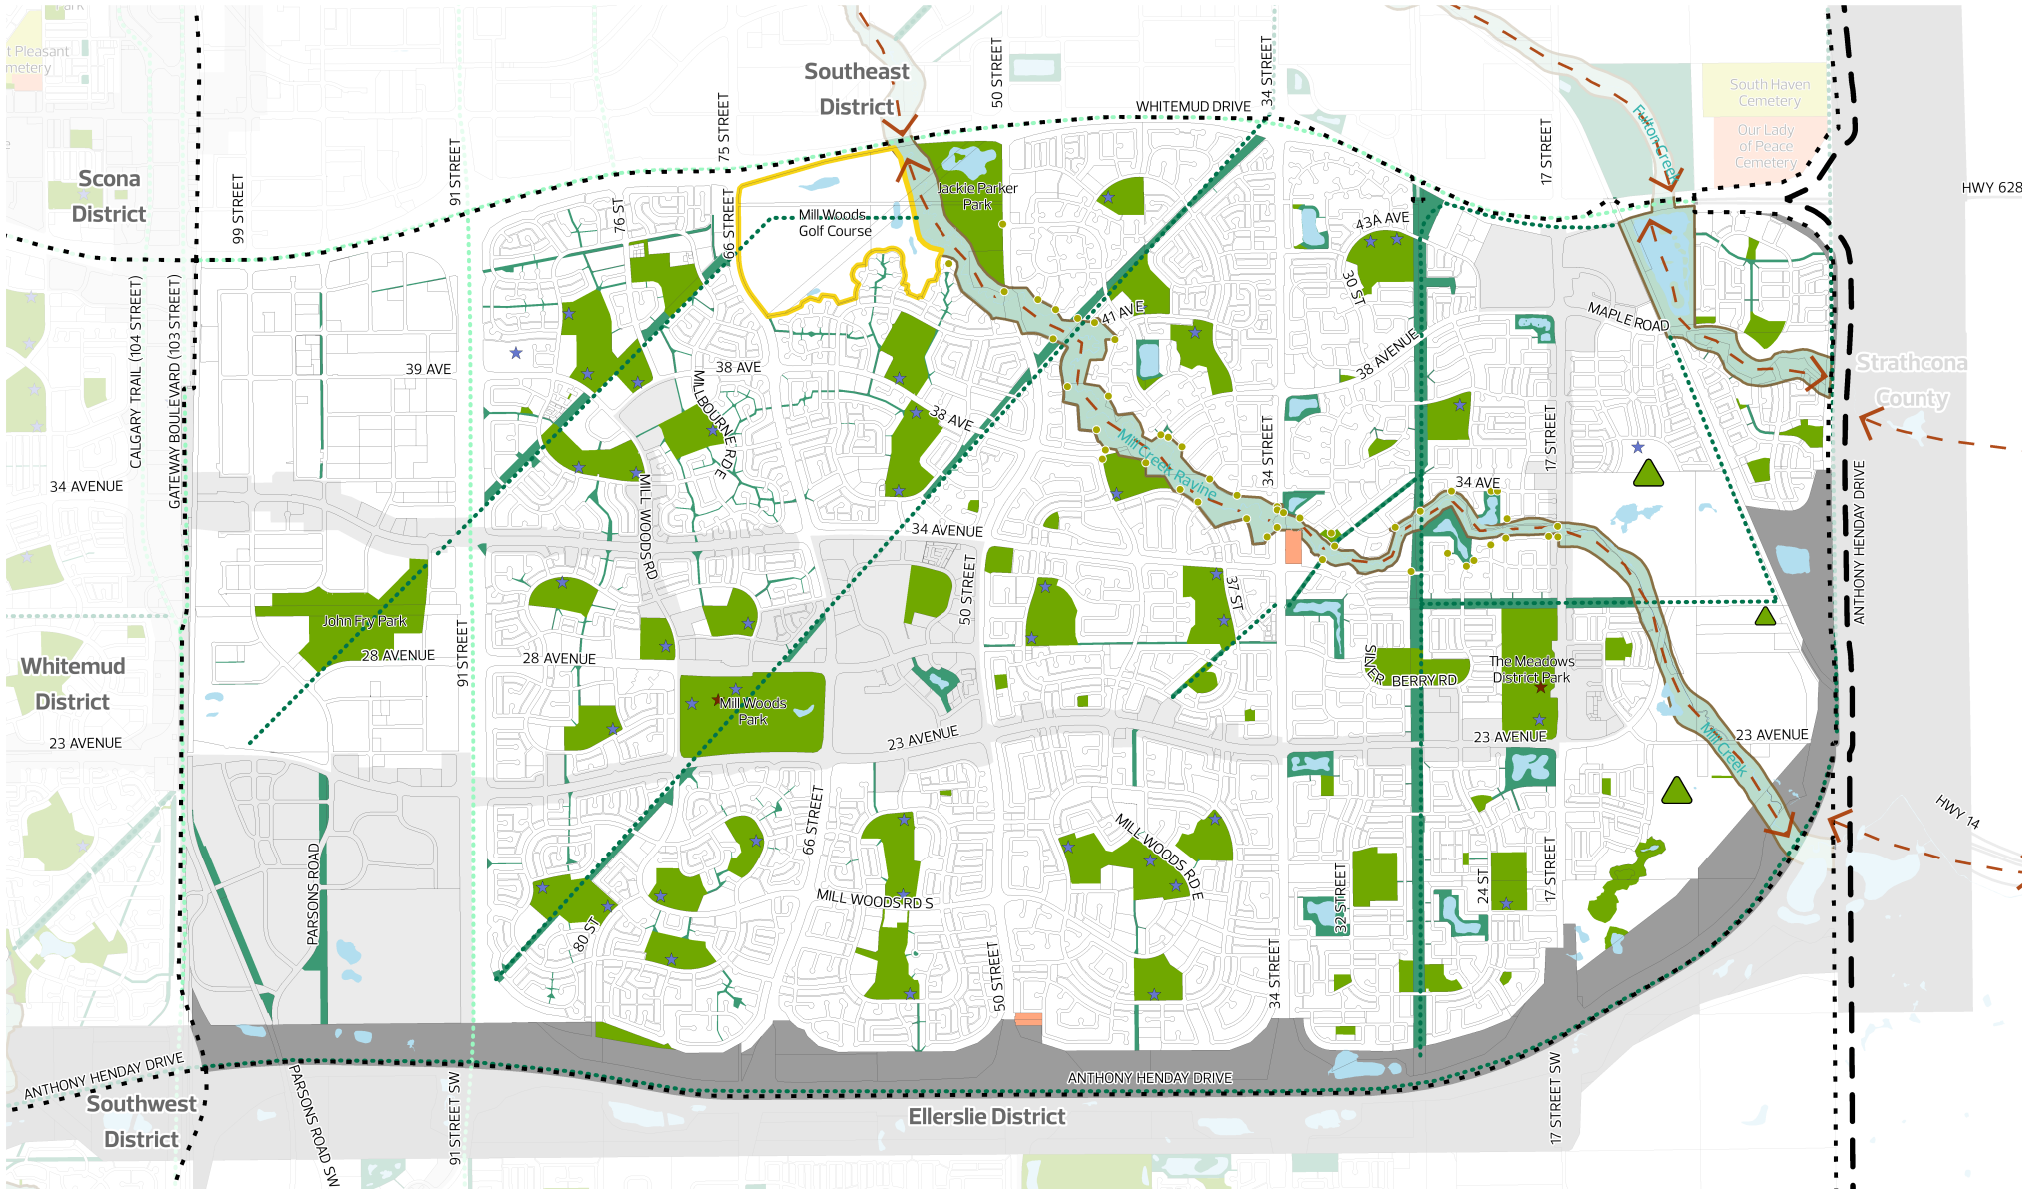 t Pleasant
metery
Southeast
District
50 STREET
34 STREET
WHITEMUD DRIVE
75 STREET
17 STREET
Fulton Creek
South Haven
Cemetery
Our Lady
of Peace
Cemetery
HWY 628
Scona
District
99 STREET
91 STREET
76 ST
66 STREET
Mill Woods
Golf Course
Jackie Parker
Park
43A AVE
30 ST
41 AVE
MAPLE ROAD
38 AVENUE
Strathcona
County
CALGARY TRAIL (104 STREET)
GATEWAY BOULEVARD (103 STREET)
39 AVE
38 AVE
MILBOURNE RD E
38 AVE
Mill Creek Ravine
34 STREET
17 STREET
34 AVENUE
MILL WOODS RD
34 AVENUE
34 AVE
ANTHONY HENDAY DRIVE
50 STREET
37 ST
John Fry Park
28 AVENUE
91 STREET
28 AVENUE
SILVER BERRY RD
The Meadows
District Park
Whitemud
District
Mill Woods
Park
23 AVENUE
23 AVENUE
23 AVENUE
23 AVENUE
Mill Creek
HWY 14
66 STREET
MILL WOODS RD E
PARSONS ROAD
MILL WOODS RD S
80 ST
32 STREET
24 ST
17 STREET
50 STREET
34 STREET
ANTHONY HENDAY DRIVE
ANTHONY HENDAY DRIVE
Southwest
District
PARSONS ROAD SW
91 STREET SW
Ellerslie District
17 STREET SW